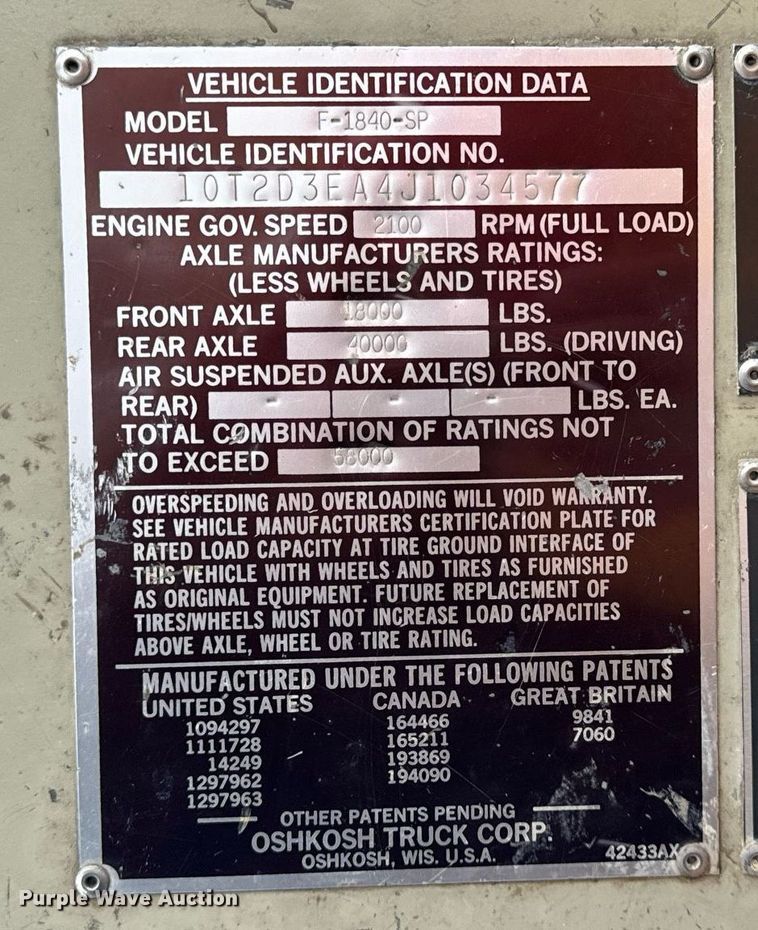 VEHICLE IDENTIFICATION DATA
MODEL F-1840-SP
VEHICLE IDENTIFICATION NO.
10T2D3EA4J1034577
ENGINE GOV. SPEED 2100 RPM (FULL LOAD)
AXLE MANUFACTURERS RATINGS:
(LESS WHEELS AND TIRES)
FRONT AXLE 18000 LBS.
REAR AXLE 40000 LBS. (DRIVING)
AIR SUSPENDED AUX. AXLE(S) (FRONT TO
REAR) - - - LBS. EA.
TOTAL COMBINATION OF RATINGS NOT
TO EXCEED 58000
OVERSPEEDING AND OVERLOADING WILL VOID WARRANTY.
SEE VEHICLE MANUFACTURERS CERTIFICATION PLATE FOR
RATED LOAD CAPACITY AT TIRE GROUND INTERFACE OF
THIS VEHICLE WITH WHEELS AND TIRES AS FURNISHED
AS ORIGINAL EQUIPMENT. FUTURE REPLACEMENT OF
TIRES/WHEELS MUST NOT INCREASE LOAD CAPACITIES
ABOVE AXLE, WHEEL OR TIRE RATING.
MANUFACTURED UNDER THE FOLLOWING PATENTS
UNITED STATES CANADA GREAT BRITAIN
1094297 164466 9841
1111728 165211 7060
14249 193869
1297962 194090
1297963
OTHER PATENTS PENDING
OSHKOSH TRUCK CORP.
OSHKOSH, WIS. U.S.A. 42433AX
Purple Wave Auction